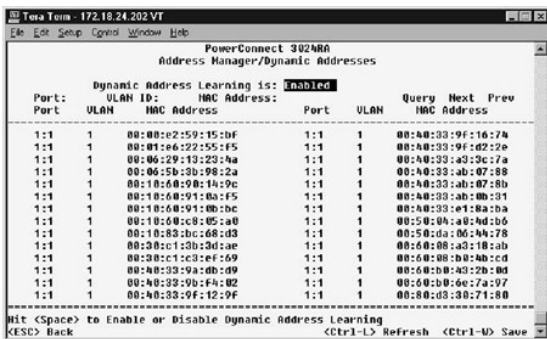 Tera Term - 172.18.24.202 VT
File Edit Setup Control Window Help
PowerConnect 3024RA
Address Manager/Dynamic Addresses
Dynamic Address Learning is: Enabled
Port: VLAN ID: MAC Address: Query Next Prev
Port VLAN MAC Address Port VLAN MAC Address
1:1 1 00:00:e2:59:15:bf 1:1 1 00:40:33:9f:16:74
1:1 1 00:01:e6:22:55:f5 1:1 1 00:40:33:9f:d2:2e
1:1 1 00:06:29:13:23:4a 1:1 1 00:40:33:a3:3c:7a
1:1 1 00:06:5b:3b:98:2a 1:1 1 00:40:33:ab:07:88
1:1 1 00:10:60:90:14:9c 1:1 1 00:40:33:ab:07:8b
1:1 1 00:10:60:91:0a:f5 1:1 1 00:40:33:ab:0b:31
1:1 1 00:10:60:91:0b:bc 1:1 1 00:40:33:e1:8a:ba
1:1 1 00:10:60:c8:05:a0 1:1 1 00:50:04:a0:4d:b6
1:1 1 00:10:83:bc:68:d3 1:1 1 00:50:da:06:44:78
1:1 1 00:30:c1:3b:3d:ae 1:1 1 00:60:08:a3:18:ab
1:1 1 00:30:c1:c3:ef:69 1:1 1 00:60:08:b0:4b:cd
1:1 1 00:40:33:9a:db:d9 1:1 1 00:60:b0:43:2b:0d
1:1 1 00:40:33:9b:f4:02 1:1 1 00:60:b0:6e:7a:97
1:1 1 00:40:33:9f:12:9f 1:1 1 00:80:d3:30:71:80
Hit <Space> to Enable or Disable Dynamic Address Learning
<ESC> Back <Ctrl-L> Refresh <Ctrl-W> Save